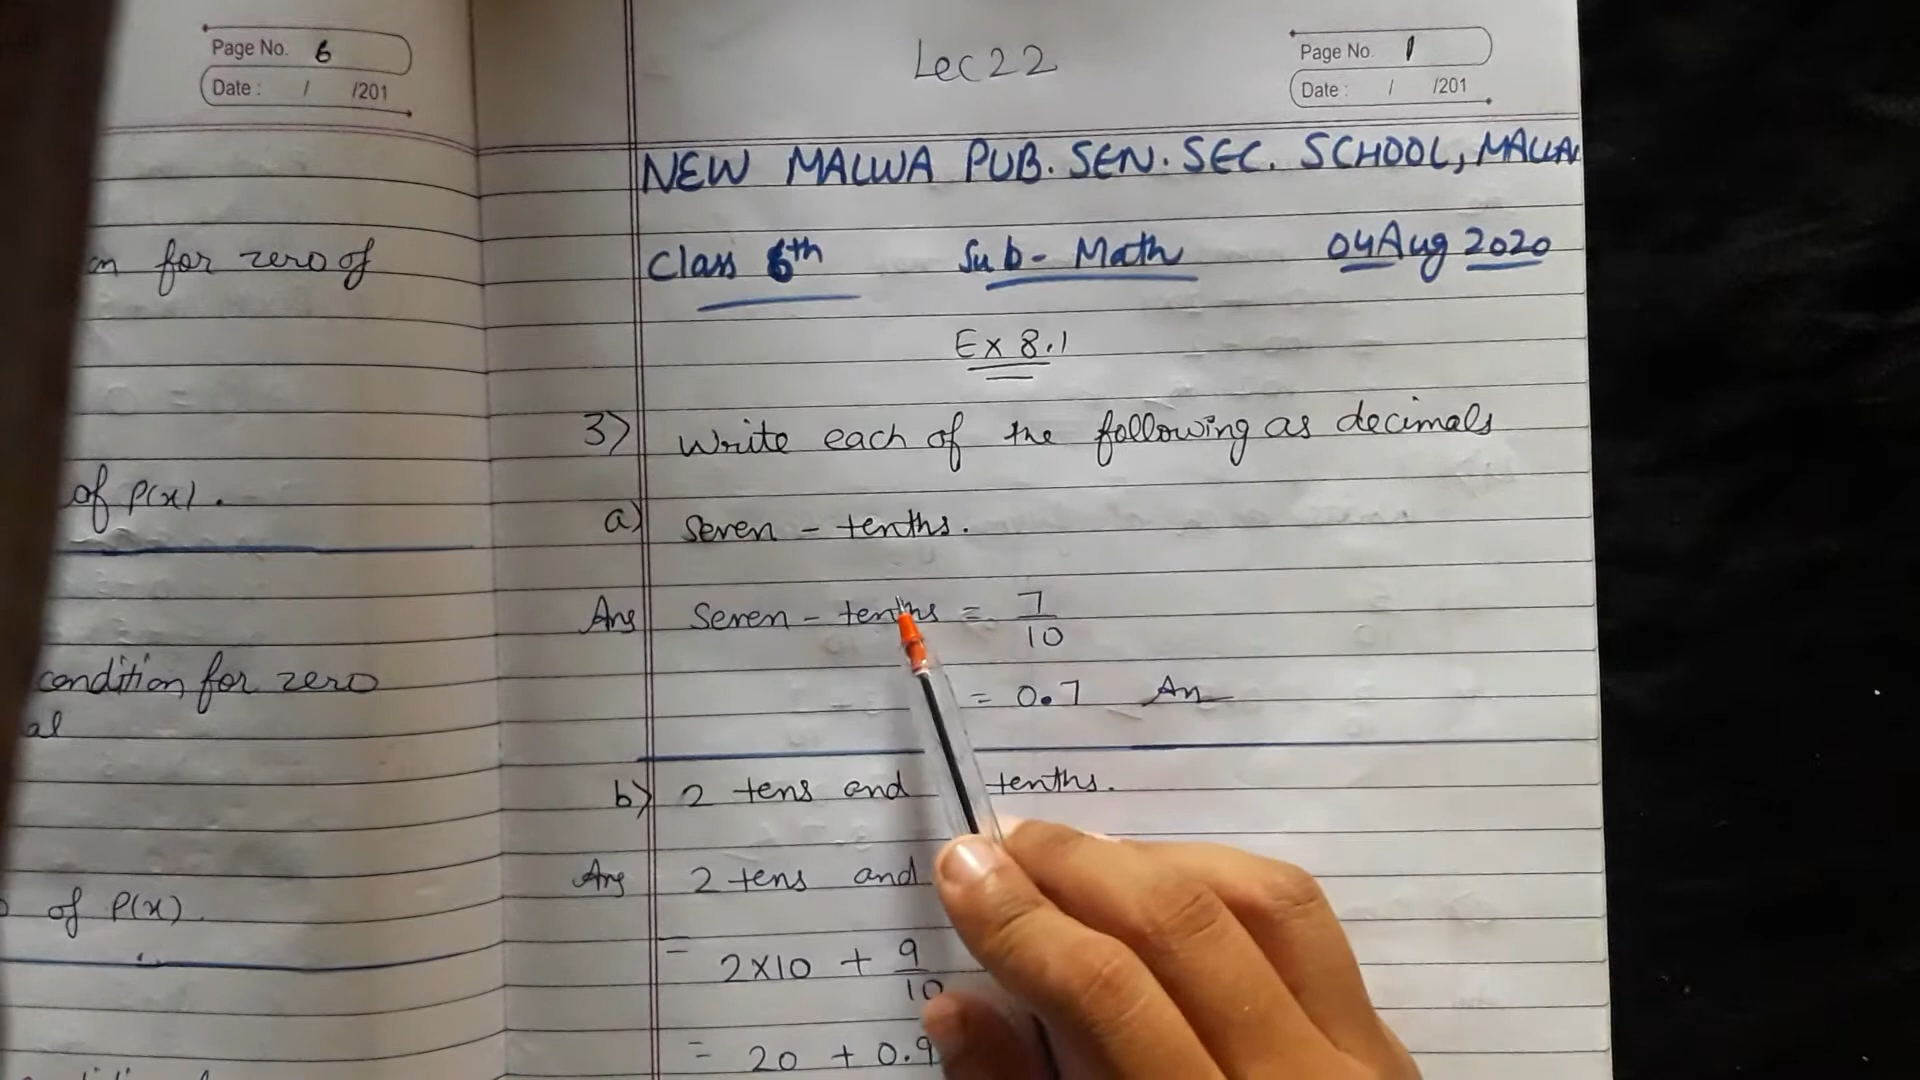 Page No. 6
Date : / /201
on for zero of
of P(x).
condition for zero
al
of P(x).
Lec 22
Page No. 1
Date : / /201
NEW MALWA PUB. SEN. SEC. SCHOOL,
Class 6th Sub - Math 04 Aug 2020
Ex 8.1
3) Write each of the following as decimals
a) Seven - tenths.
Ans Seven - tenths = 7/10
= 0.7 An
b) 2 tens and tenths.
Ans 2 tens and
= 2×10 + 9/10
= 20 + 0.9